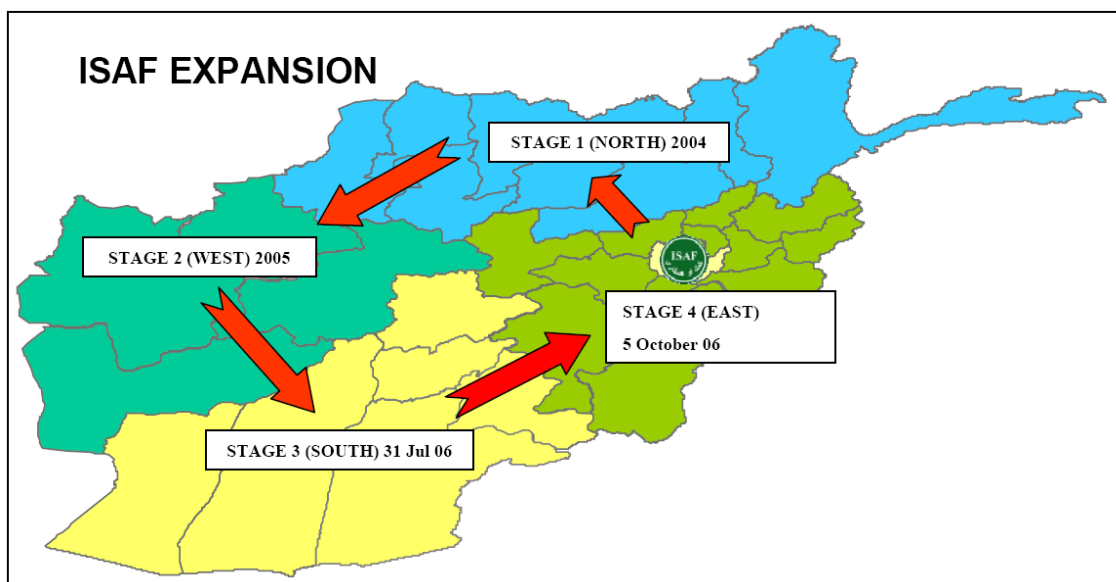 ISAF EXPANSION
STAGE 1 (NORTH) 2004
STAGE 2 (WEST) 2005
ISAF
STAGE 4 (EAST)
5 October 06
STAGE 3 (SOUTH) 31 Jul 06